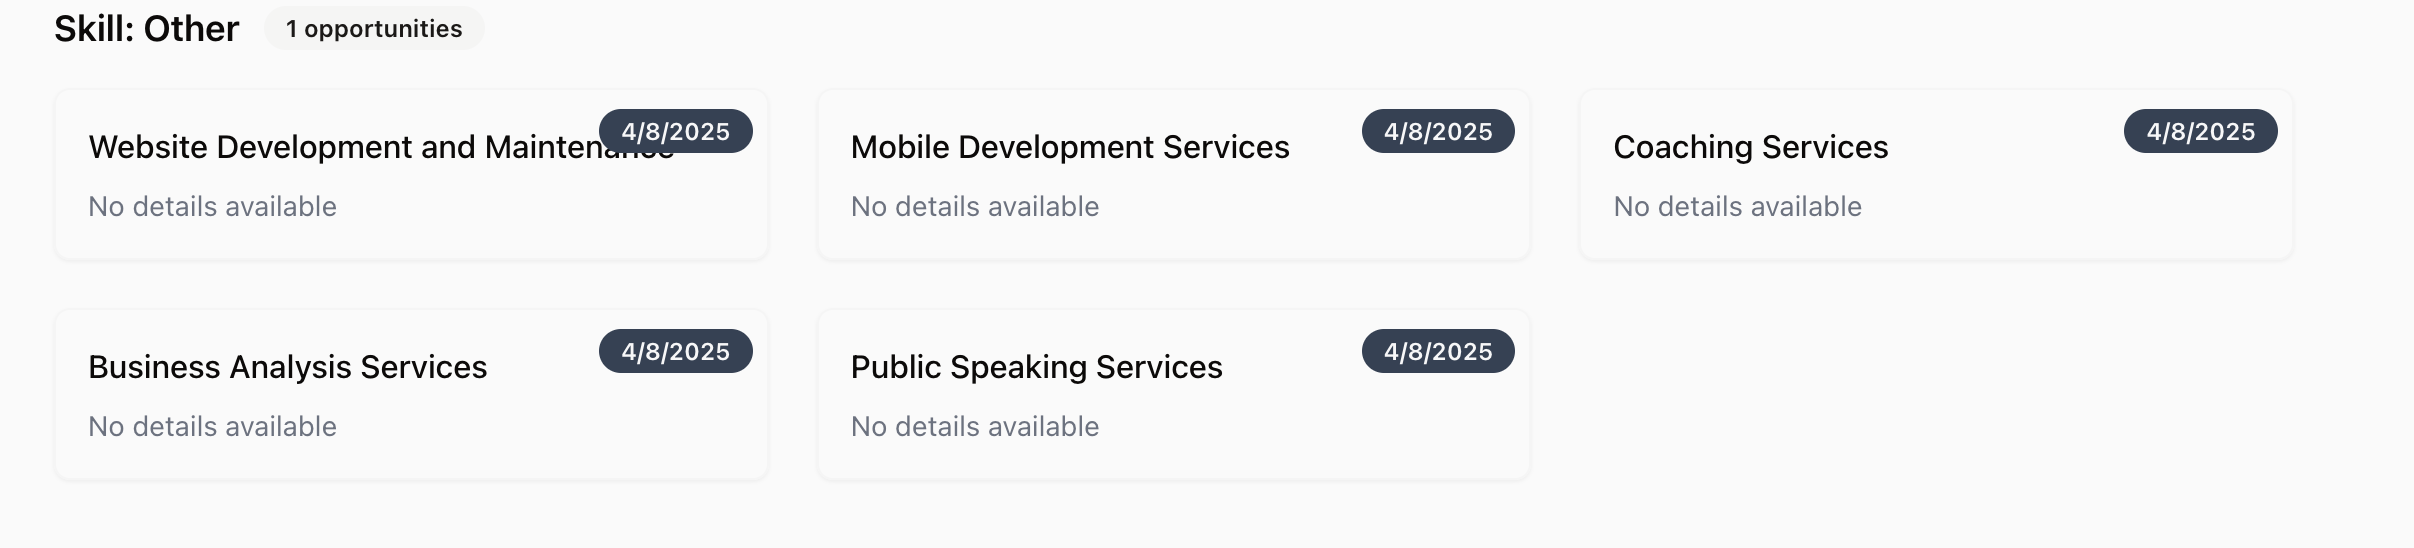 Skill: Other 1 opportunities
Website Development and Maintenance 4/8/2025
No details available
Mobile Development Services 4/8/2025
No details available
Coaching Services 4/8/2025
No details available
Business Analysis Services 4/8/2025
No details available
Public Speaking Services 4/8/2025
No details available